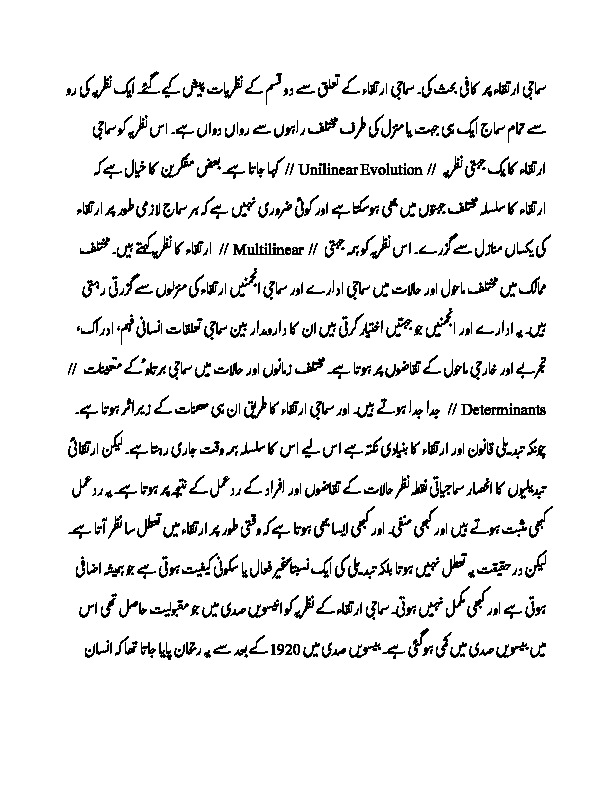 سماجی ارتقاء پر کافی بحث کی۔ سماجی ارتقاء کے تعلق سے دو قسم کے نظریات پیش کیے گئے۔ ایک نظریہ کی رو
سے تمام سماج ایک ہی جہت یا منزل کی طرف مختلف راہوں سے رواں دواں ہے۔ اس نظریہ کو سماجی
ارتقاء کا یک جہتی نظریہ // Unilinear Evolution // کہا جاتا ہے۔ بعض مفکرین کا خیال ہے کہ
ارتقاء کا سلسلہ مختلف جہتوں میں بھی ہوسکتا ہے اور کوئی ضروری نہیں ہے کہ ہر سماج لازمی طور پر ارتقاء
کی یکساں منازل سے گزرے۔ اس نظریہ کو ہمہ جہتی // Multilinear // ارتقاء کا نظریہ کہتے ہیں۔ مختلف
ممالک میں مختلف ماحول اور حالات میں سماجی ادارے اور سماجی انجمنیں ارتقاء کی منزلوں سے گزرتی رہتی
ہیں۔ یہ ادارے اور انجمنیں جو جہتیں اختیار کرتی ہیں ان کا دارومدار بین سماجی تعلقات انسانی فہم، ادراک،
تجربے اور خارجی ماحول کے تقاضوں پر ہوتا ہے۔ مختلف زمانوں اور حالات میں سماجی برتاو ٔکے متعینات //
Determinants // جدا جدا ہوتے ہیں۔ اور سماجی ارتقاء کا طریق ان ہی معینات کے زیراثر ہوتا ہے۔
چونکہ تبدیلی قانون اور ارتقاء کا بنیادی نکتہ ہے اس لیے اس کا سلسلہ ہمہ وقت جاری رہتا ہے۔ لیکن ارتقائی
تبدیلیوں کا انحصار سماجیاتی نقطہ نظر حالات کے تقاضوں اور افراد کے ردعمل کے نتیجہ پر ہوتا ہے۔ یہ ردعمل
کبھی مثبت ہوتے ہیں اور کبھی منفی۔ اور کبھی ایسا بھی ہوتا ہے کہ وقتی طور پر ارتقاء میں تعطل سا نظر آتا ہے۔
لیکن درحقیقت یہ تعطل نہیں ہوتا بلکہ تبدیلی کی ایک نسبتاًغیر فعال یا سکونی کیفیت ہوتی ہے جو ہمیشہ اضافی
ہوتی ہے اور کبھی مکمل نہیں ہوتی۔ سماجی ارتقاء کے نظریہ کو انیسویں صدی میں جو مقبولیت حاصل تھی اس
میں بیسویں صدی میں کمی ہوگئی ہے۔ بیسویں صدی میں 1920 کے بعد سے یہ رجحان پایا جاتا تھا کہ انسان